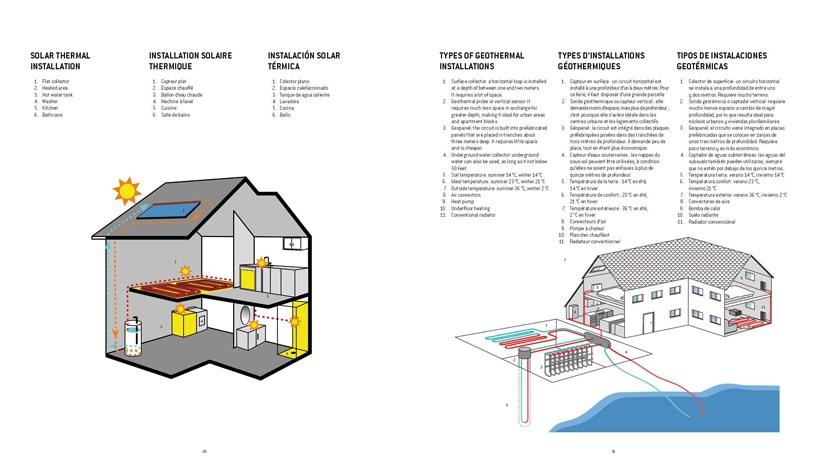 SOLAR THERMAL
INSTALLATION
1. Flat collector
2. Heated area
3. Hot water tank
4. Washer
5. Kitchen
6. Bathroom
INSTALLATION SOLAIRE
THERMIQUE
1. Capteur plat
2. Espace chauffé
3. Ballon d'eau chaude
4. Machine à laver
5. Cuisine
6. Salle de bains
INSTALACIÓN SOLAR
TÉRMICA
1. Colector plano
2. Espacio calefaccionado
3. Tanque de agua caliente
4. Lavadora
5. Cocina
6. Baño
TYPES OF GEOTHERMAL
INSTALLATIONS
1. Surface collector: a horizontal loop is installed
at a depth of between one and two meters.
It requires a lot of space.
2. Geothermal probe or vertical sensor: it
requires much less space in exchange for
greater depth, making it ideal for urban areas
and apartment blocks.
3. Geopanel: the circuit is built into prefabricated
panels that are placed in trenches about
three meters deep. It requires little space
and is cheaper.
4. Underground water collector: underground
water can also be used, as long as it not below
50 Feet.
5. Soil temperature: summer 14 °C, winter 14 °C
6. Ideal temperature: summer 23 °C, winter 21 °C
7. Outside temperature: summer 36 °C, winter 2 °C
8. Air convectors
9. Heat pump
10. Underfloor heating
11. Conventional radiator
TYPES D'INSTALLATIONS
GÉOTHERMIQUES
1. Capteur en surface : un circuit horizontal est
installé à une profondeur d'un à deux mètres. Pour
ce faire, il faut disposer d'une grande parcelle.
2. Sonde géothermique ou capteur vertical : elle
demande moins d'espace, mais plus de profondeur,
c'est pourquoi elle s'avère idéale dans les
centres urbains et les logements collectifs.
3. Géopanel : le circuit est intégré dans des plaques
préfabriquées posées dans des tranchées de
trois mètres de profondeur. Il demande peu de
place, tout en étant plus économique.
4. Capteur d'eaux souterraines : les nappes du
sous-sol peuvent être utilisées, à condition
qu'elles ne soient pas enfouies à plus de
quinze mètres de profondeur.
5. Température de la terre : 14 °C en été,
14 °C en hiver
6. Température de confort : 23 °C en été,
21 °C en hiver
7. Température extérieure : 36 °C en été,
2 °C en hiver
8. Convecteurs d'air
9. Pompe à chaleur
10. Plancher chauffant
11. Radiateur conventionnel
TIPOS DE INSTALACIONES
GEOTÉRMICAS
1. Colector de superficie: un circuito horizontal
se instala a una profundidad de entre uno
y dos metros. Requiere mucho terreno.
2. Sonda geotérmica o captador vertical: requiere
mucho menos espacio a cambio de mayor
profundidad, por lo que resulta ideal para
núcleos urbanos y viviendas plurifamiliares.
3. Geopanel: el circuito viene integrado en placas
prefabricadas que se colocan en zanjas de
unos tres metros de profundidad. Requiere
poco terreno y es más económico.
4. Captador de aguas subterráneas: las aguas del
subsuelo también pueden utilizarse, siempre
que no estén por debajo de los quince metros.
5. Temperatura tierra: verano 14 °C, invierno 14 °C
6. Temperatura confort: verano 23 °C,
invierno 21 °C
7. Temperatura exterior: verano 36 °C, invierno 2 °C
8. Convectores de aire
9. Bomba de calor
10. Suelo radiante
11. Radiador convencional